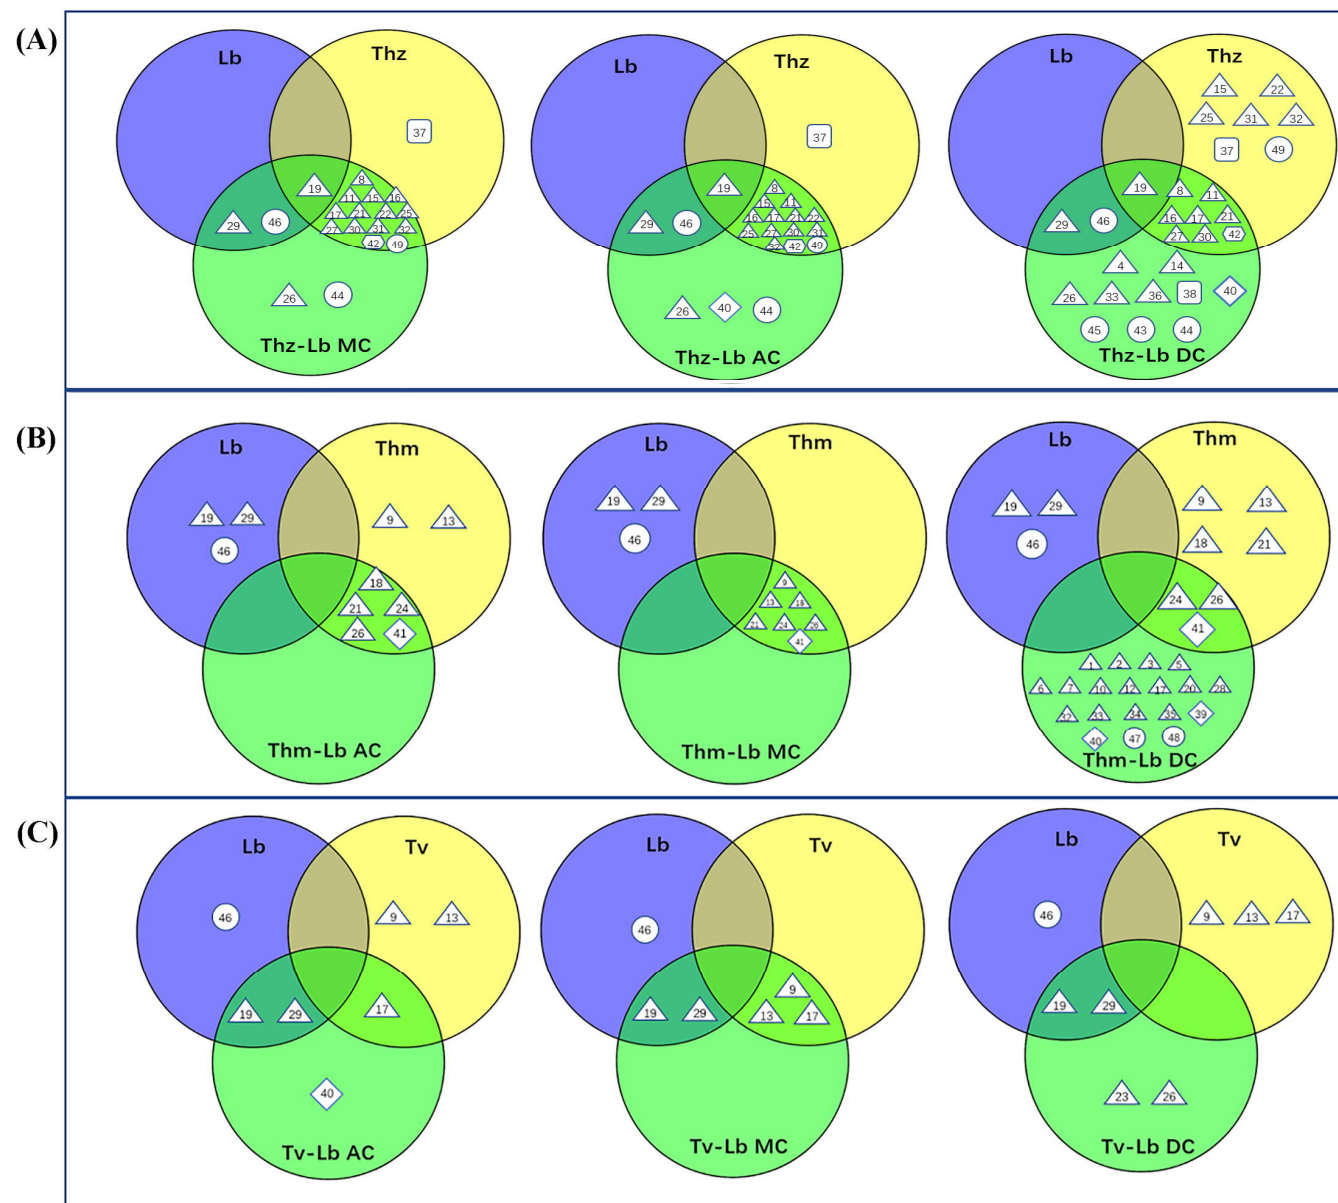 (A)
Lb Thz
37
19 8
11 15 16
17 21 22 25
27 30 31 32
42 49
29 46
26 44
Thz-Lb MC
Lb Thz
37
19 8
15 11
16 17 21 22
25 27 30 31
32 42 49
29 46
26 40 44
Thz-Lb AC
Lb Thz
15 22
25 31 32
37 49
19 8 11
16 17 21
27 30 42
29 46
4 14
26 33 36 38 40
45 43 44
Thz-Lb DC
(B)
Lb Thm
19 29 9 13
46
18
21 24
26 41
Thm-Lb AC
Lb Thm
19 29
46
9
13 18
21 24 26
41
Thm-Lb MC
Lb Thm
19 29 9 13
46 18 21
24 26
41
1 2 3 5
6 7 10 12 17 20 28
32 33 34 35 39
40 47 48
Thm-Lb DC
(C)
Lb Tv
46 9 13
19 29 17
40
Tv-Lb AC
Lb Tv
46
9
19 29 13 17
Tv-Lb MC
Lb Tv
46 9 13 17
19 29
23 26
Tv-Lb DC